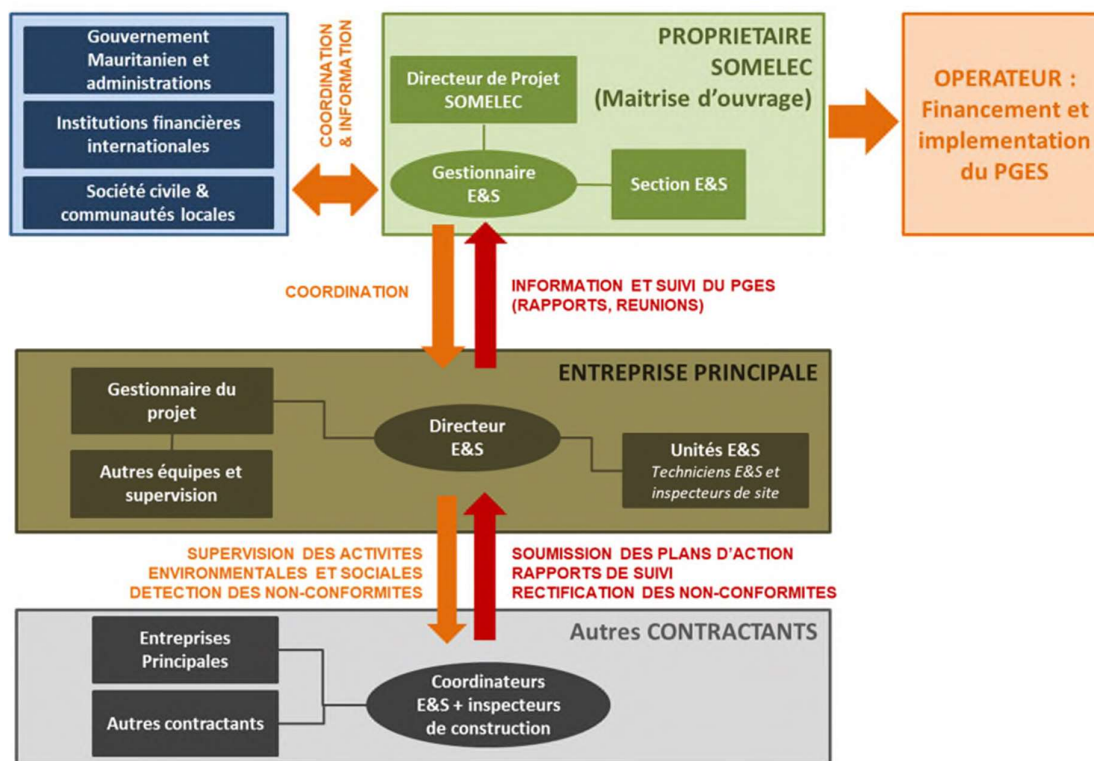 Gouvernement
Mauritanien et
administrations
Institutions financières
internationales
Société civile &
communautés locales
COORDINATION
& INFORMATION
PROPRIETAIRE
SOMELEC
(Maitrise d'ouvrage)
Directeur de Projet
SOMELEC
Gestionnaire
E&S
Section E&S
OPERATEUR :
Financement et
implementation
du PGES
COORDINATION
INFORMATION ET SUIVI DU PGES
(RAPPORTS, REUNIONS)
ENTREPRISE PRINCIPALE
Gestionnaire du
projet
Autres équipes et
supervision
Directeur
E&S
Unités E&S
Techniciens E&S et
inspecteurs de site
SUPERVISION DES ACTIVITES
ENVIRONMENTALES ET SOCIALES
DETECTION DES NON-CONFORMITES
SOUMISSION DES PLANS D'ACTION
RAPPORTS DE SUIVI
RECTIFICATION DES NON-CONFORMITES
Autres CONTRACTANTS
Entreprises
Principales
Autres contractants
Coordinateurs
E&S + inspecteurs
de construction